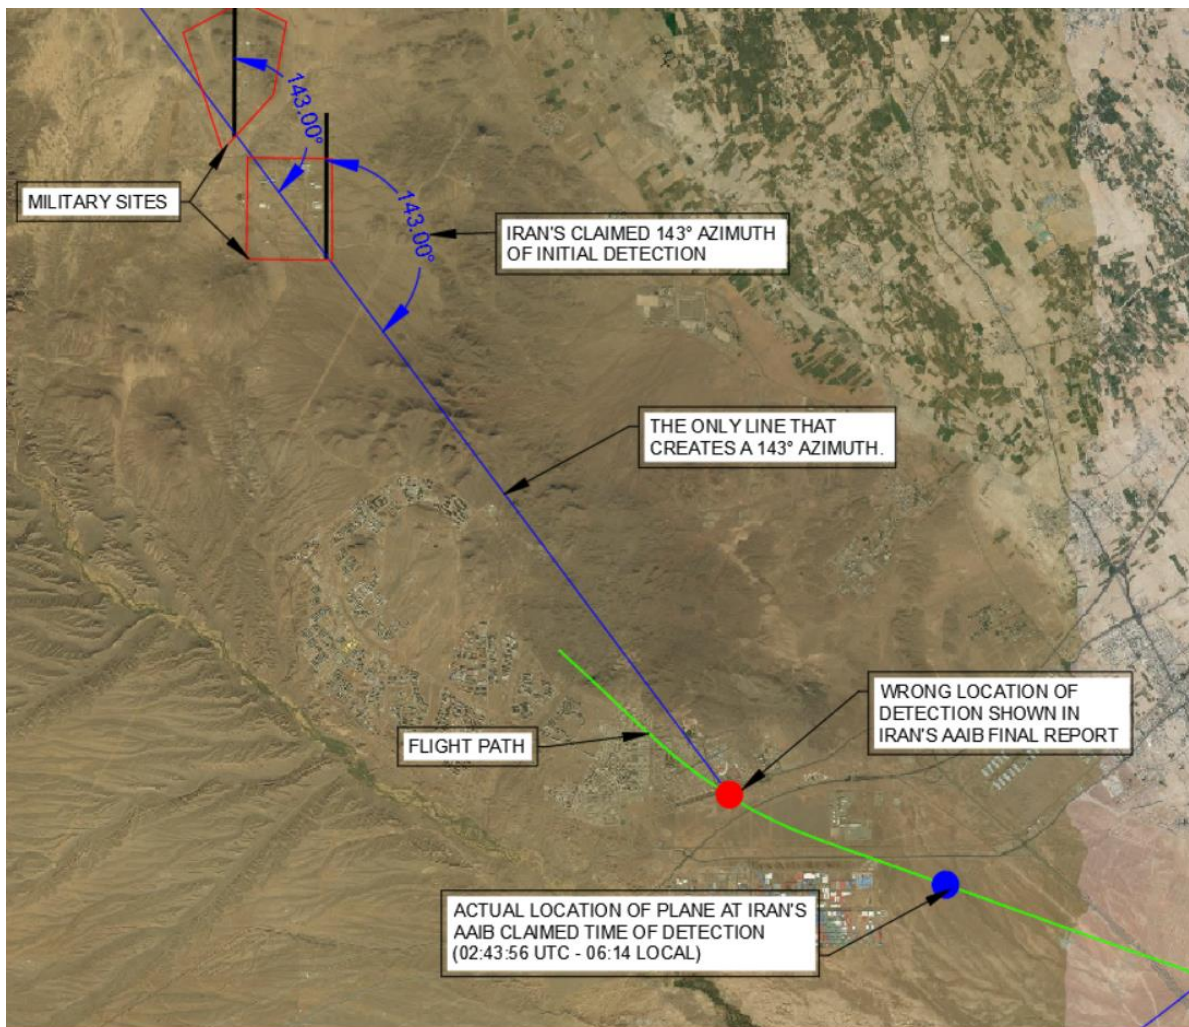 143.00°
143.00°
MILITARY SITES
IRAN'S CLAIMED 143° AZIMUTH
OF INITIAL DETECTION
THE ONLY LINE THAT
CREATES A 143° AZIMUTH.
WRONG LOCATION OF
DETECTION SHOWN IN
IRAN'S AAIB FINAL REPORT
FLIGHT PATH
ACTUAL LOCATION OF PLANE AT IRAN'S
AAIB CLAIMED TIME OF DETECTION
(02:43:56 UTC - 06:14 LOCAL)